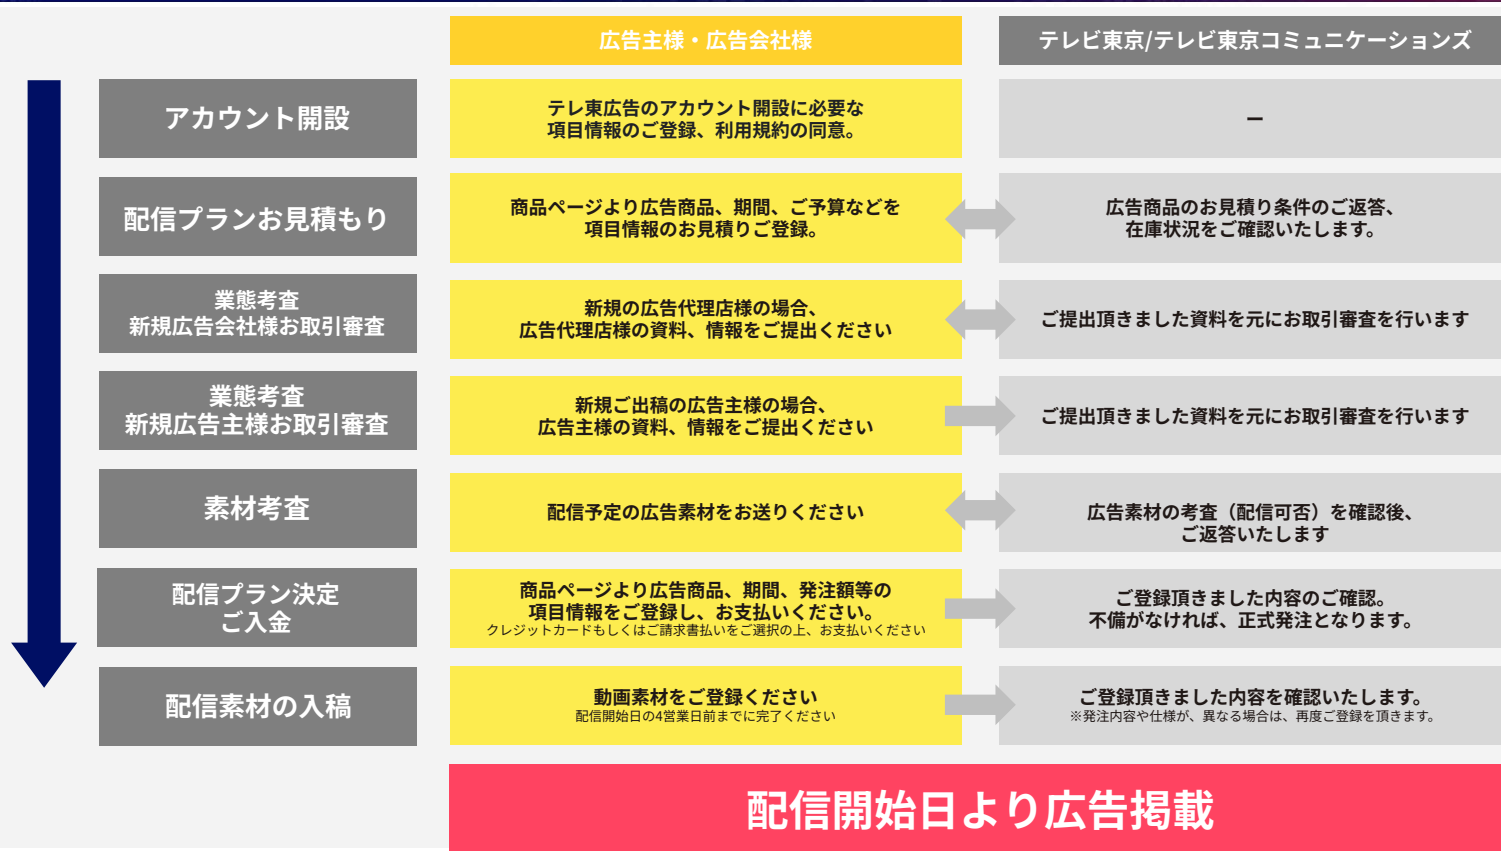 広告主様・広告会社様
テレビ東京/テレビ東京コミュニケーションズ
アカウント開設
テレ東広告のアカウント開設に必要な
項目情報のご登録、利用規約の同意。
ー
配信プランお見積もり
商品ページより広告商品、期間、ご予算などを
項目情報のお見積りご登録。
広告商品のお見積り条件のご返答、
在庫状況をご確認いたします。
業態考査
新規広告会社様お取引審査
新規の広告代理店様の場合、
広告代理店様の資料、情報をご提出ください
ご提出頂きました資料を元にお取引審査を行います
業態考査
新規広告主様お取引審査
新規ご出稿の広告主様の場合、
広告主様の資料、情報をご提出ください
ご提出頂きました資料を元にお取引審査を行います
素材考査
配信予定の広告素材をお送りください
広告素材の考査（配信可否）を確認後、
ご返答いたします
配信プラン決定
ご入金
商品ページより広告商品、期間、発注額等の
項目情報をご登録し、お支払いください。
クレジットカードもしくはご請求書払いをご選択の上、お支払いください
ご登録頂きました内容のご確認。
不備がなければ、正式発注となります。
配信素材の入稿
動画素材をご登録ください
配信開始日の4営業日前までに完了ください
ご登録頂きました内容を確認いたします。
※発注内容や仕様が、異なる場合は、再度ご登録を頂きます。
配信開始日より広告掲載